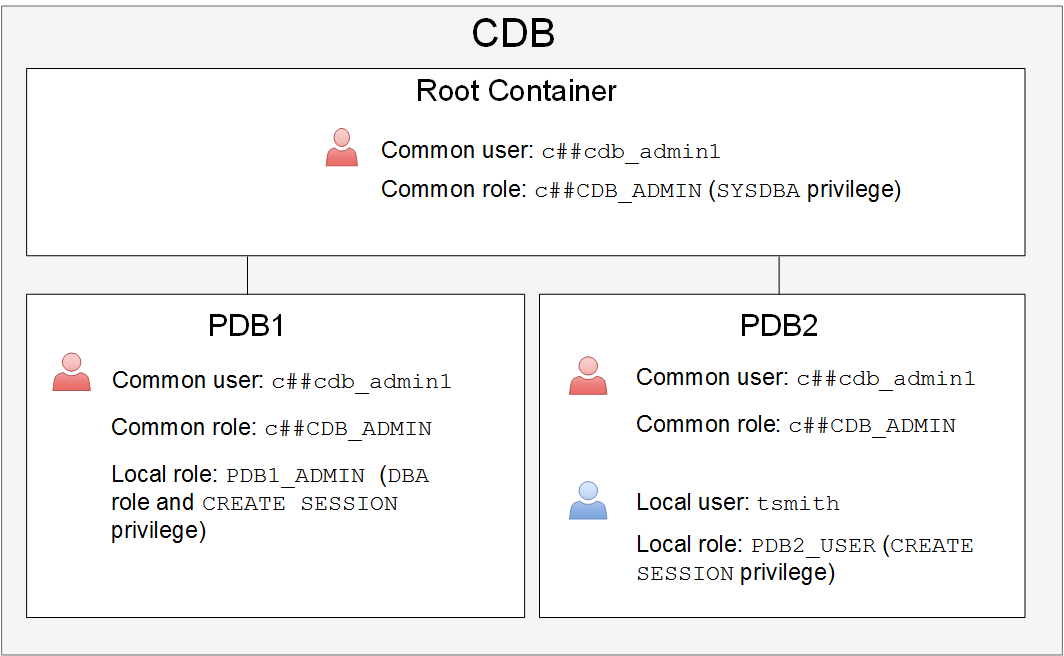 CDB
Root Container
Common user: c##cdb_admin1
Common role: c##CDB_ADMIN (SYSDBA privilege)
PDB1
Common user: c##cdb_admin1
Common role: c##CDB_ADMIN
Local role: PDB1_ADMIN (DBA
role and CREATE SESSION
privilege)
PDB2
Common user: c##cdb_admin1
Common role: c##CDB_ADMIN
Local user: tsmith
Local role: PDB2_USER (CREATE
SESSION privilege)